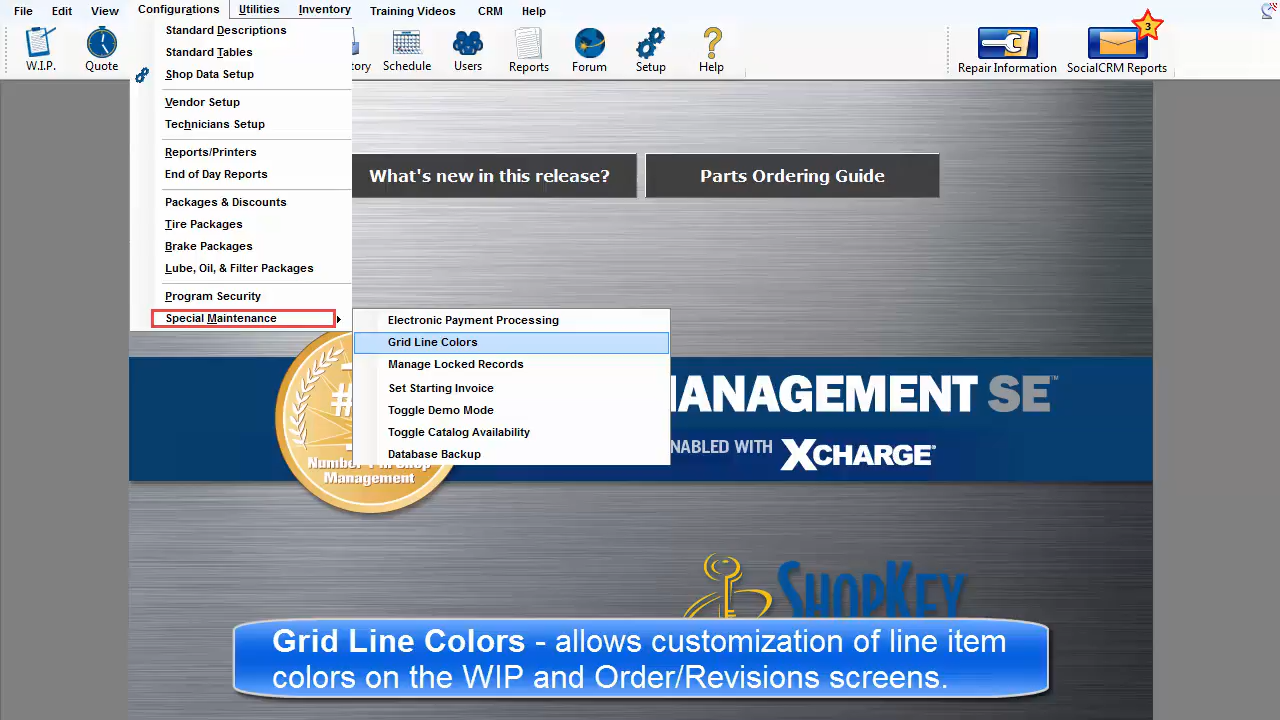 File Edit View Configurations Utilities Inventory Training Videos CRM Help
W.I.P. Quote Schedule Users Reports Forum Setup Help Repair Information SocialCRM Reports
3
Standard Descriptions
Standard Tables
Shop Data Setup
Vendor Setup
Technicians Setup
Reports/Printers
End of Day Reports
Packages & Discounts
Tire Packages
Brake Packages
Lube, Oil, & Filter Packages
Program Security
Special Maintenance
Electronic Payment Processing
Grid Line Colors
Manage Locked Records
Set Starting Invoice
Toggle Demo Mode
Toggle Catalog Availability
Database Backup
What's new in this release?
Parts Ordering Guide
MANAGEMENT SE™
ENABLED WITH XCHARGE®
#
Management
SHOPKEY
Grid Line Colors - allows customization of line item
colors on the WIP and Order/Revisions screens.